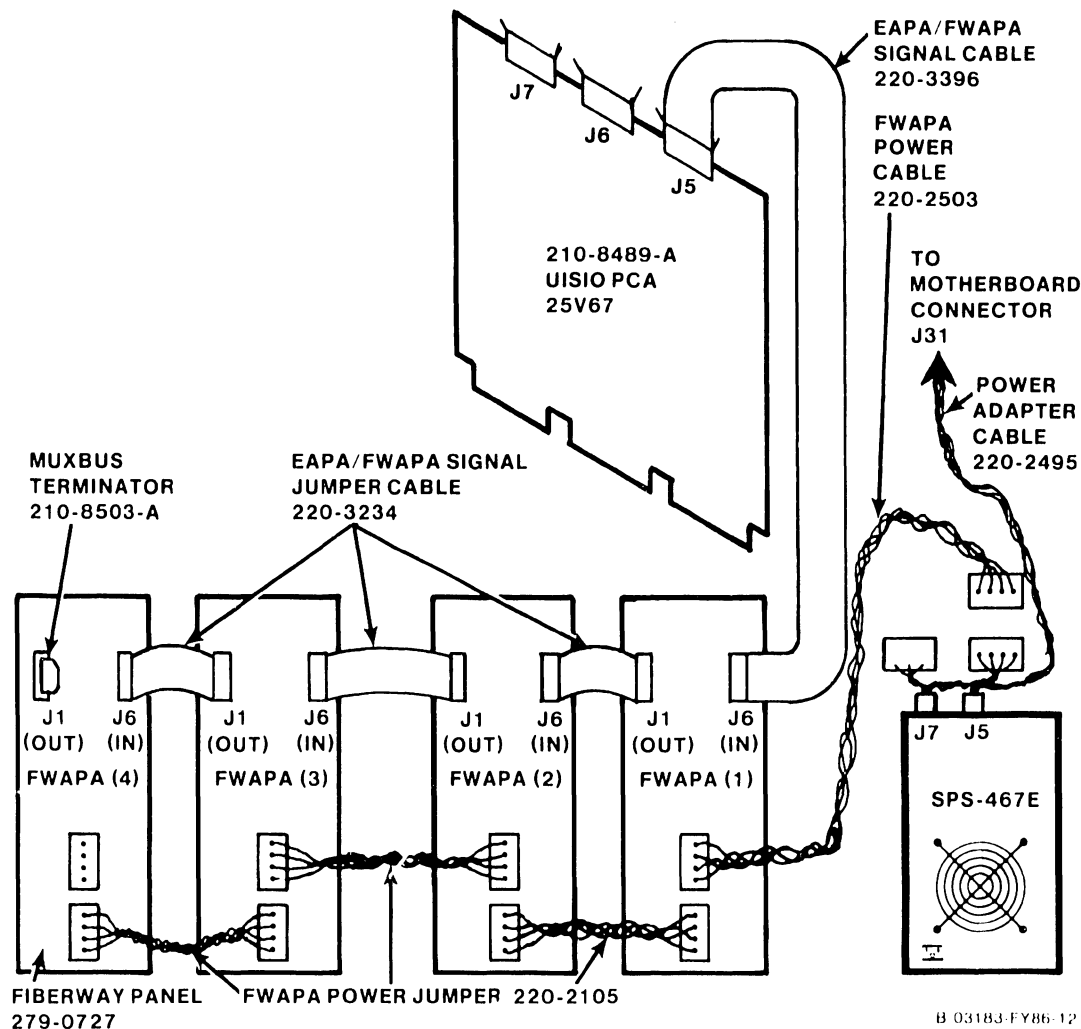 EAPA/FWAPA
SIGNAL CABLE
220-3396
J7
J6
J5
FWAPA
POWER
CABLE
220-2503
210-8489-A
UISIO PCA
25V67
TO
MOTHERBOARD
CONNECTOR
J31
POWER
ADAPTER
CABLE
220-2495
MUXBUS
TERMINATOR
210-8503-A
EAPA/FWAPA SIGNAL
JUMPER CABLE
220-3234
J1
(OUT)
J6
(IN)
FWAPA (4)
J1
(OUT)
J6
(IN)
FWAPA (3)
J1
(OUT)
J6
(IN)
FWAPA (2)
J1
(OUT)
J6
(IN)
FWAPA (1)
J7
J5
SPS-467E
FIBERWAY PANEL
279-0727
FWAPA POWER JUMPER 220-2105
B 03183-FY86-12